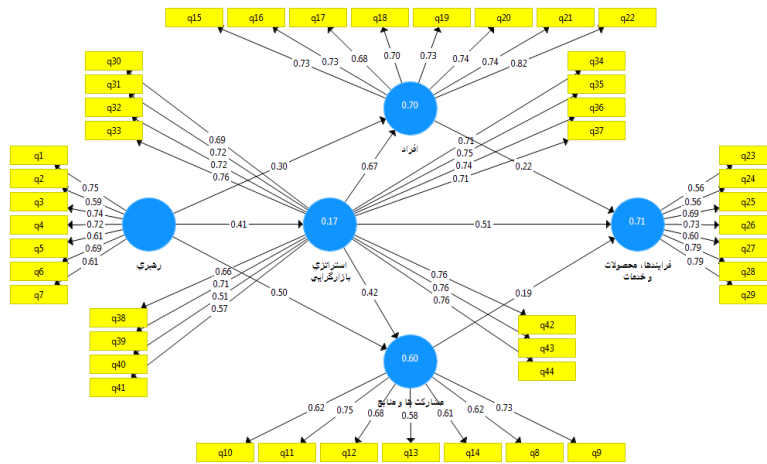 q15
q16
q17
q18
q19
q20
q21
q22
0.73
0.73
0.68
0.70
0.73
0.74
0.74
0.82
q30
q31
q32
q33
0.69
0.72
0.72
0.76
0.70
افراد
q34
q35
q36
q37
0.71
0.75
0.74
0.71
0.30
0.67
0.22
q1
q2
q3
q4
q5
q6
q7
0.75
0.59
0.74
0.72
0.61
0.69
0.61
رهبري
0.41
0.17
استراتژي
بازارگرايي
0.51
0.71
فرايندها، محصولات
و خدمات
0.56
0.56
0.69
0.73
0.60
0.79
0.79
q23
q24
q25
q26
q27
q28
q29
0.50
0.42
0.19
0.66
0.71
0.51
0.57
q38
q39
q40
q41
0.76
0.76
0.76
q42
q43
q44
0.60
مشارکت ها و منابع
0.62
0.75
0.68
0.58
0.61
0.62
0.73
q10
q11
q12
q13
q14
q8
q9